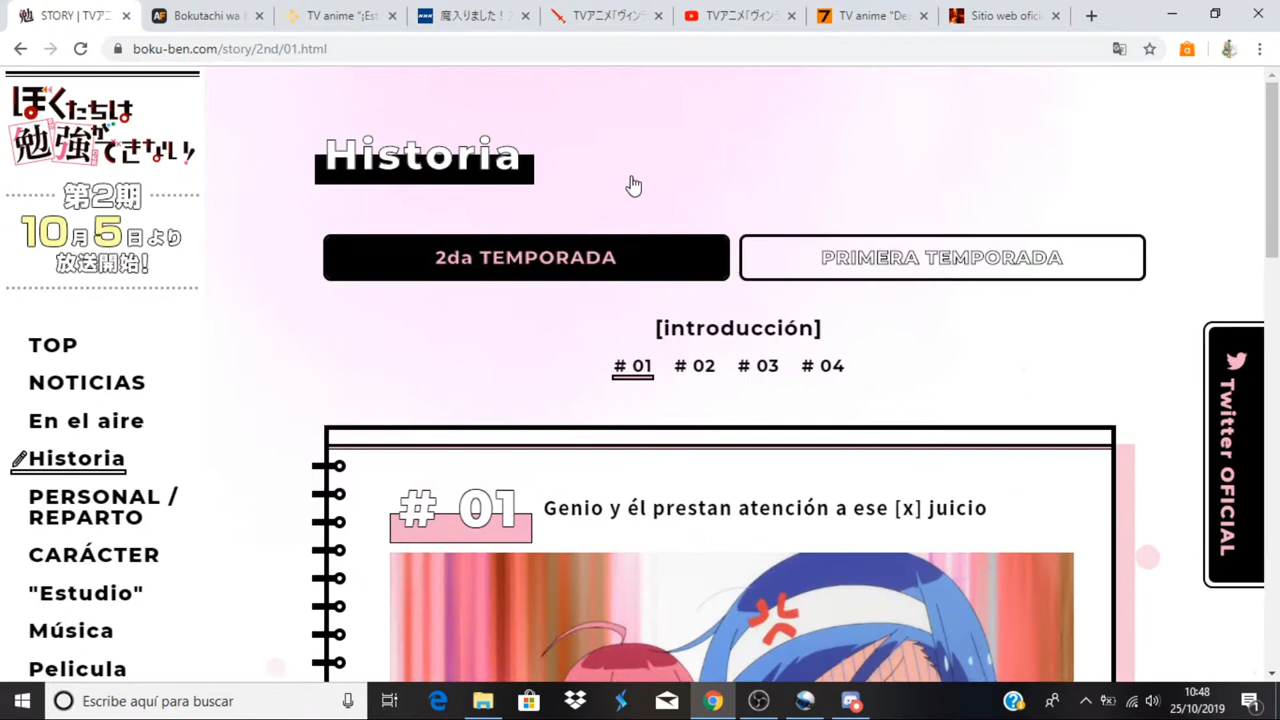 STORY | TVア
Bokutachi wa
TV anime ";Est
魔入りました！ス
TVアニメ「ヴィン
TVアニメ「ヴィン
TV anime "De
Sitio web ofic
boku-ben.com/story/2nd/01.html
ぼくたちは
勉強が
できない!
第2期
10月5日より
放送開始!
TOP
NOTICIAS
En el aire
Historia
PERSONAL /
REPARTO
CARÁCTER
"Estudio"
Música
Pelicula
Historia
2da TEMPORADA
PRIMERA TEMPORADA
[introducción]
# 01 # 02 # 03 # 04
# 01 Genio y él prestan atención a ese [x] juicio
Twitter OFICIAL
Escribe aquí para buscar
10:48
25/10/2019